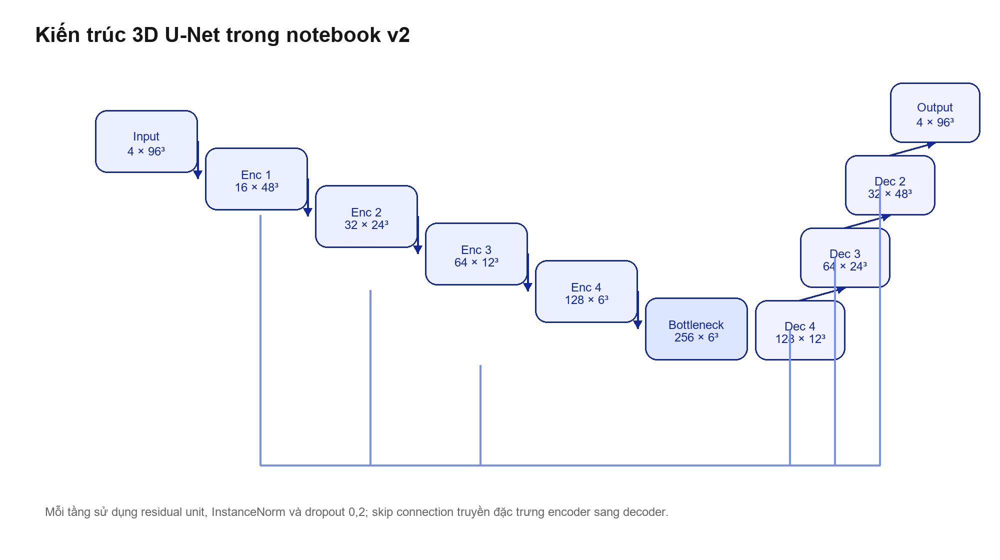 Kiến trúc 3D U-Net trong notebook v2
Input
4 × 96³
Enc 1
16 × 48³
Enc 2
32 × 24³
Enc 3
64 × 12³
Enc 4
128 × 6³
Bottleneck
256 × 6³
Dec 4
128 × 12³
Dec 3
64 × 24³
Dec 2
32 × 48³
Output
4 × 96³
Mỗi tầng sử dụng residual unit, InstanceNorm và dropout 0,2; skip connection truyền đặc trưng encoder sang decoder.